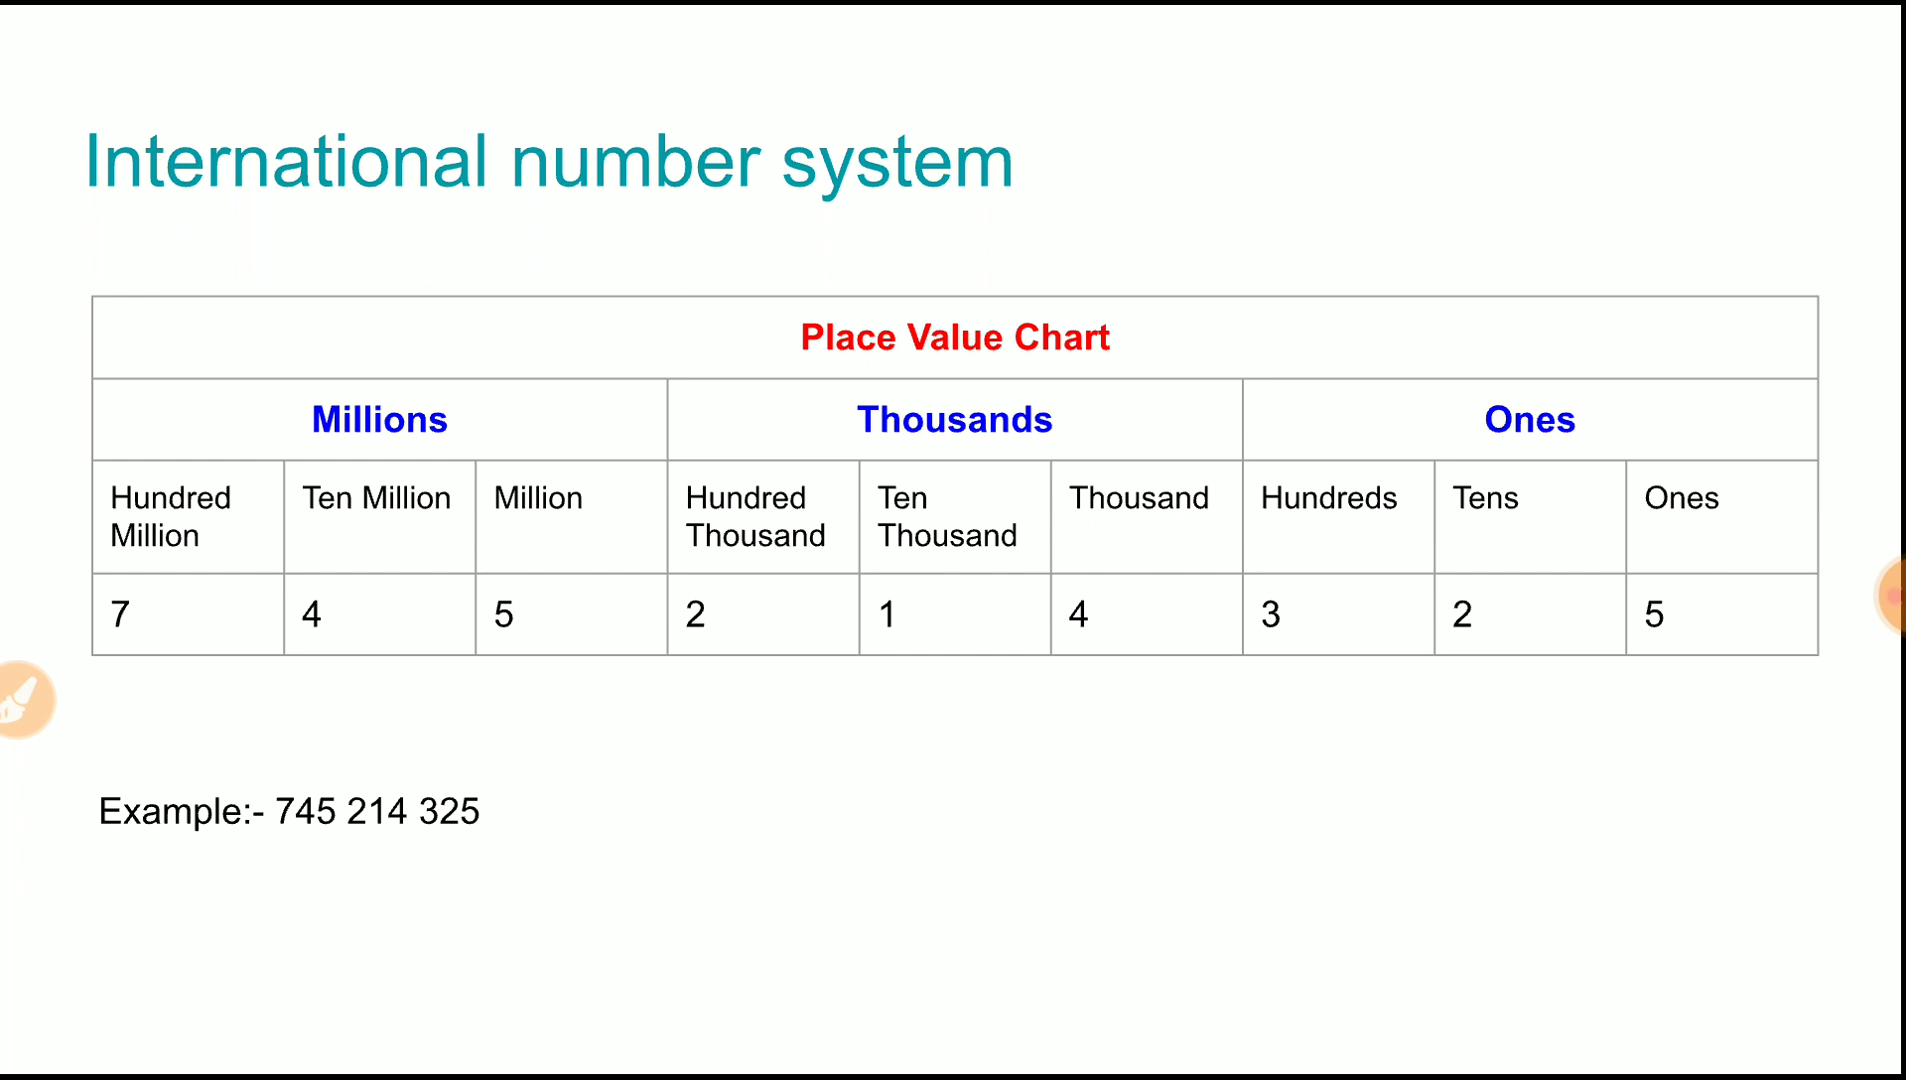 International number system
Place Value Chart
Millions Thousands Ones
Hundred Million Ten Million Million Hundred Thousand Ten Thousand Thousand Hundreds Tens Ones
7 4 5 2 1 4 3 2 5
Example:- 745 214 325